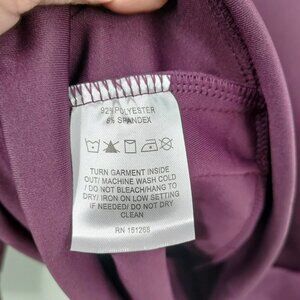 92% POLYESTER
8% SPANDEX
TURN GARMENT INSIDE
OUT/ MACHINE WASH COLD
/ DO NOT BLEACH/HANG TO
DRY/ IRON ON LOW SETTING
IF NEEDED/ DO NOT DRY
CLEAN
RN 151268